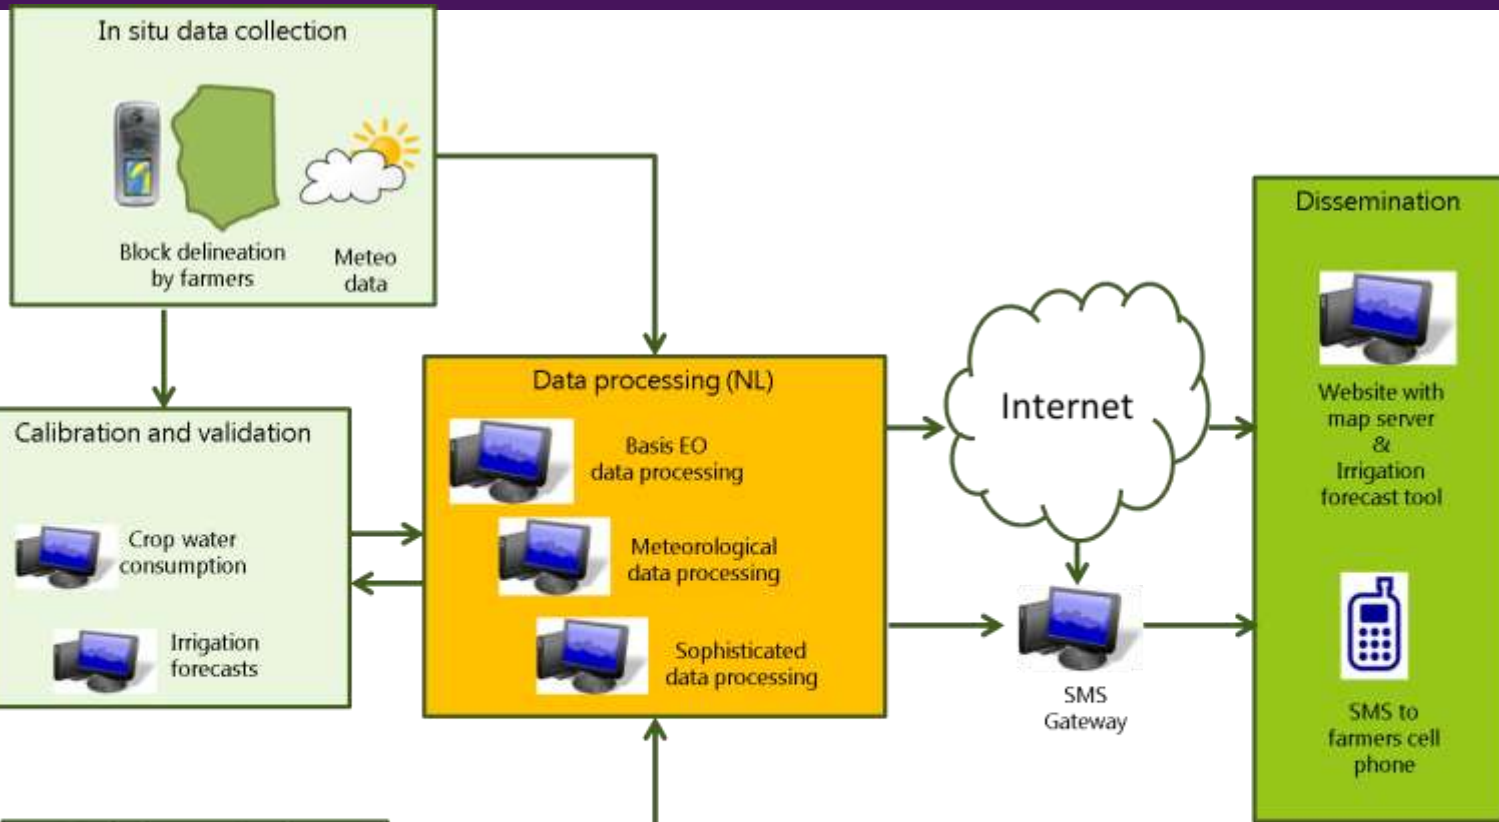 In situ data collection
Block delineation
by farmers
Meteo
data
Calibration and validation
Crop water
consumption
Irrigation
forecasts
Data processing (NL)
Basis EO
data processing
Meteorological
data processing
Sophisticated
data processing
Internet
SMS
Gateway
Dissemination
Website with
map server
&
Irrigation
forecast tool
SMS to
farmers cell
phone